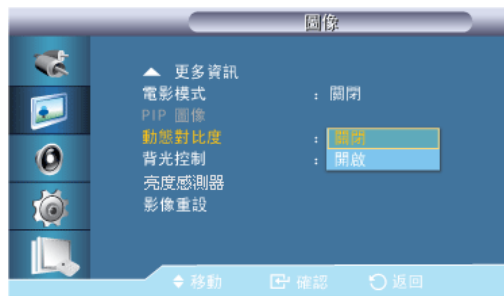 圖像
更多資訊
電影模式 : 關閉
PIP 圖像
動態對比度 : 關閉
背光控制 : 開啟
亮度感測器
影像重設
移動 確認 返回